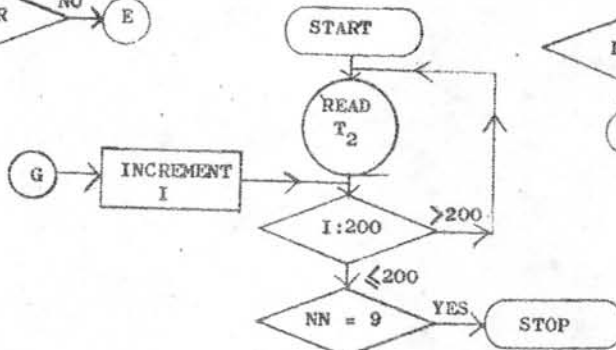 R NO E
START
READ
T2
G
INCREMENT
I
I:200
>200
≤200
NN = 9
YES
STOP